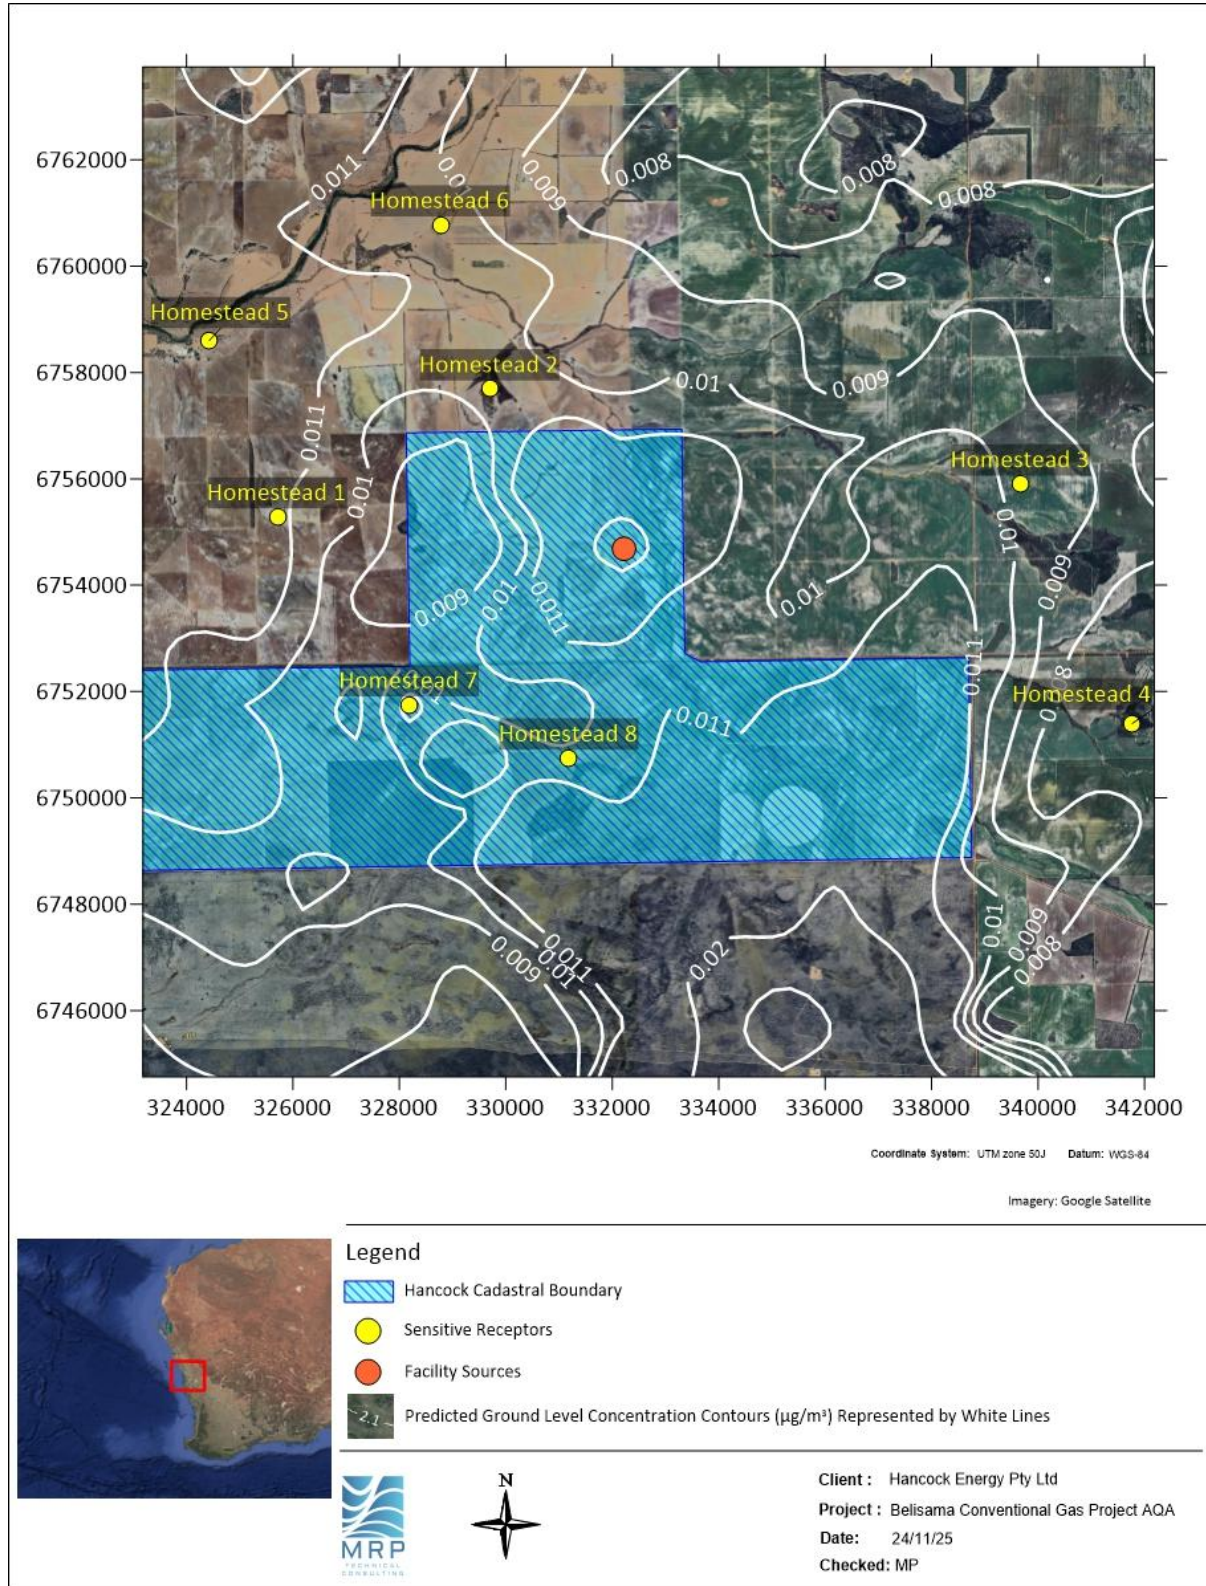 0.011
0.01
0.009
0.008
0.008
0.008
6762000
Homestead 6
6760000
Homestead 5
Homestead 2
6758000
0.01
0.009
0.011
0.01
Homestead 3
6756000
Homestead 1
0.01
6754000
0.009
0.01
0.011
0.01
0.009
0.011
6752000
Homestead 7
0.008
Homestead 4
0.011
Homestead 8
6750000
6748000
0.01
0.009
0.008
0.011
0.01
0.009
0.02
6746000
324000 326000 328000 330000 332000 334000 336000 338000 340000 342000
Coordinate System: UTM zone 50J Datum: WGS-84
Imagery: Google Satellite
Legend
Hancock Cadastral Boundary
Sensitive Receptors
Facility Sources
2.1
Predicted Ground Level Concentration Contours (µg/m³) Represented by White Lines
N
MRP
TECHNICAL
CONSULTING
Client : Hancock Energy Pty Ltd
Project : Belisama Conventional Gas Project AQA
Date: 24/11/25
Checked: MP